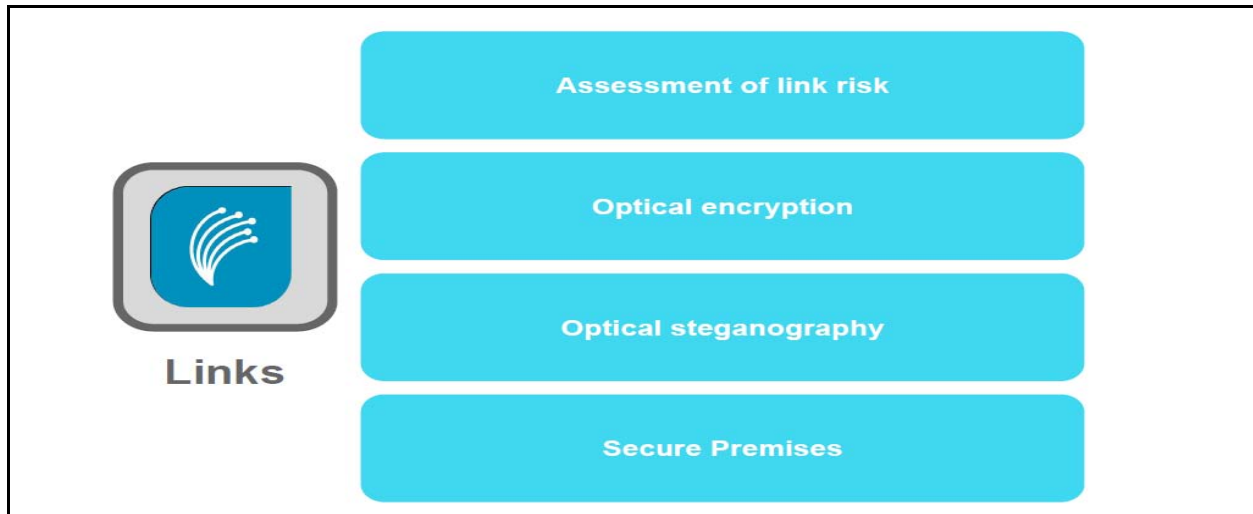 Assessment of link risk
Optical encryption
Optical steganography
Links
Secure Premises